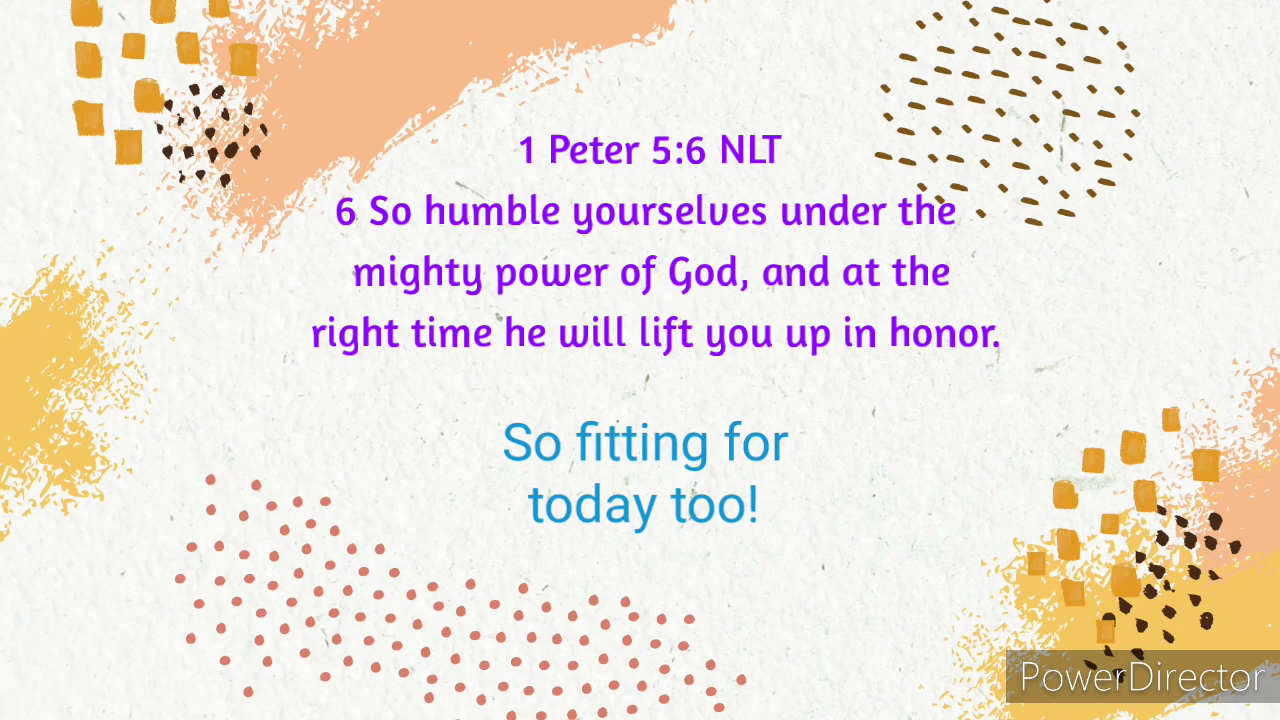 1 Peter 5:6 NLT
6 So humble yourselves under the
mighty power of God, and at the
right time he will lift you up in honor.
So fitting for
today too!
PowerDirector